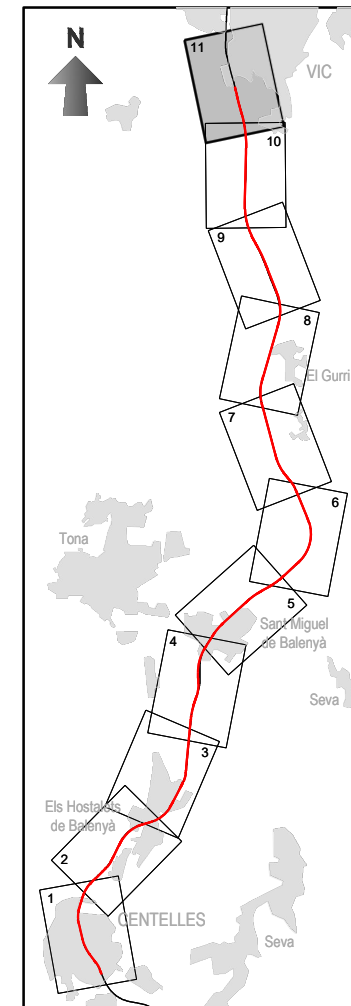 N
11
VIC
10
9
8
El Gurri
7
6
Tona
5
Sant Miguel
de Balenyà
4
Seva
3
Els Hostalets
de Balenyà
2
1
CENTELLES
Seva